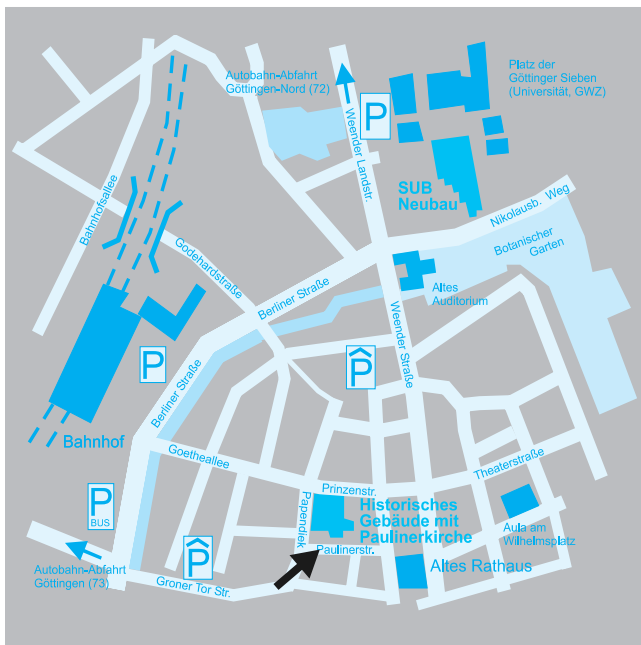 Autobahn-Abfahrt
Göttingen-Nord (72)
P
Weender Landstr.
Platz der
Göttinger Sieben
(Universität, GWZ)
SUB
Neubau
Nikolausb. Weg
Botanischer
Garten
Bahnhofsallee
Godehardstraße
Berliner Straße
Altes
Auditorium
Weender Straße
P
P
Berliner Straße
Bahnhof
Goetheallee
Prinzenstr.
Theaterstraße
P
BUS
Papendiek
Historisches
Gebäude mit
Paulinerkirche
Paulinerstr.
Aula am
Wilhelmsplatz
P
Autobahn-Abfahrt
Göttingen (73)
Groner Tor Str.
Altes Rathaus